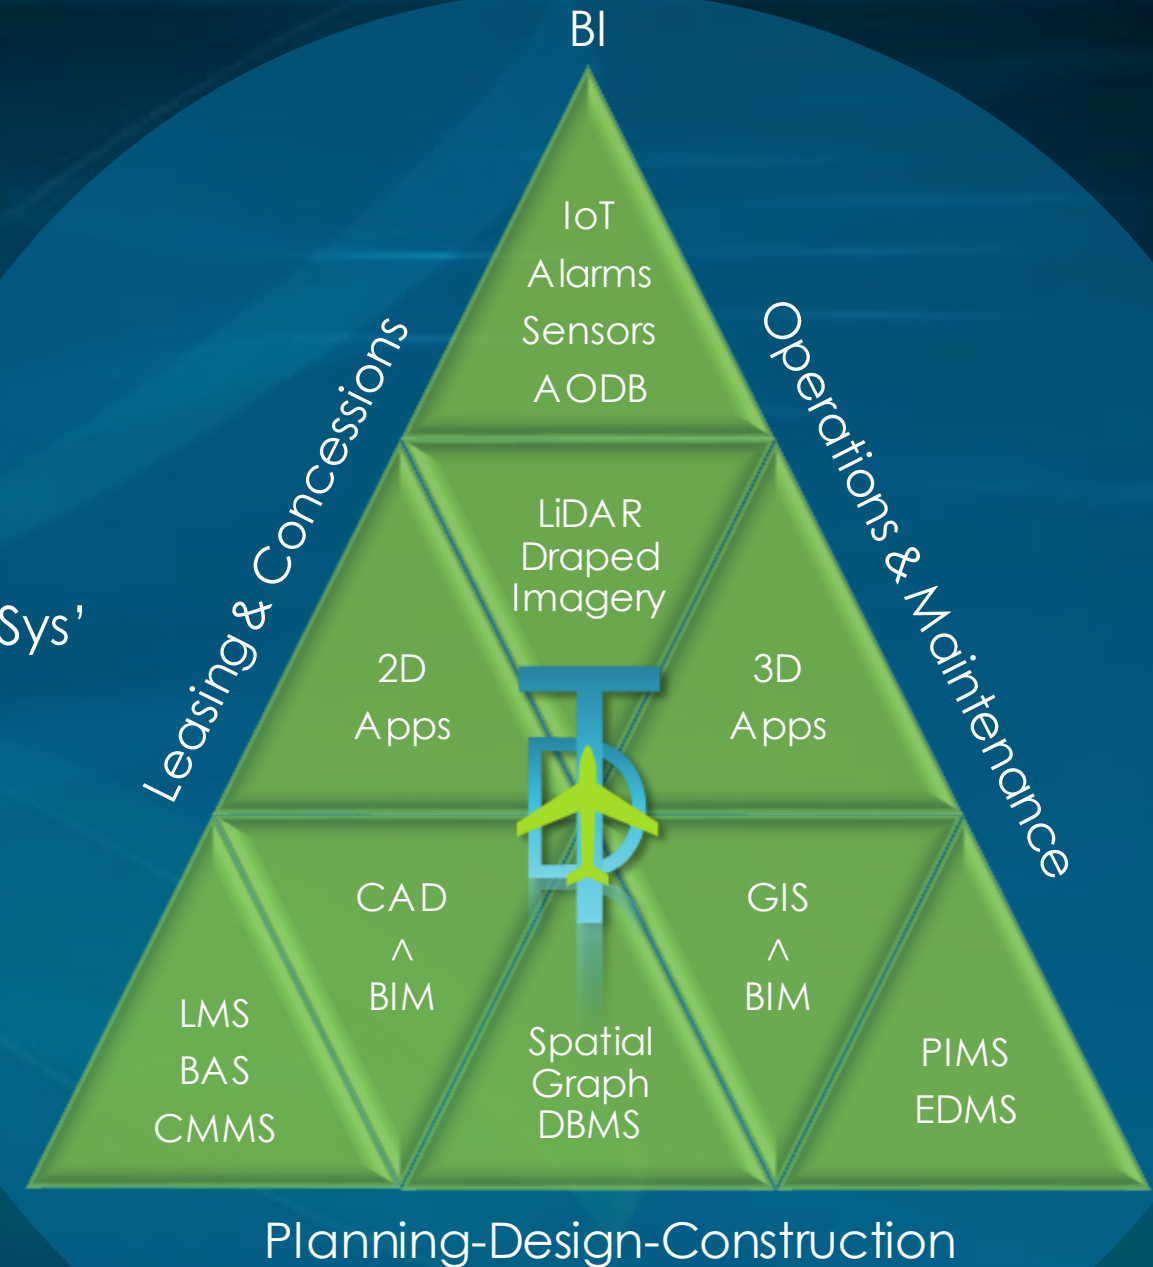 BI
IoT
Alarms
Sensors
AODB
Leasing & Concessions
Operations & Maintenance
LiDAR
Draped
Imagery
Sys’
2D
Apps
3D
Apps
DT
CAD
^
BIM
GIS
^
BIM
LMS
BAS
CMMS
Spatial
Graph
DBMS
PIMS
EDMS
Planning-Design-Construction